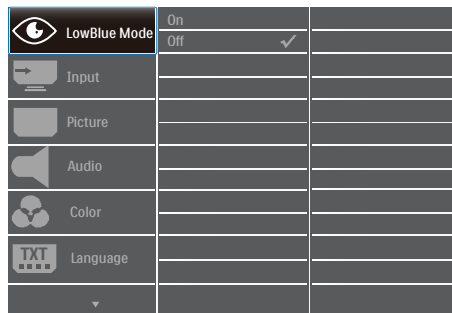 LowBlue Mode
On
Off
Input
Picture
Audio
Color
TXT
Language